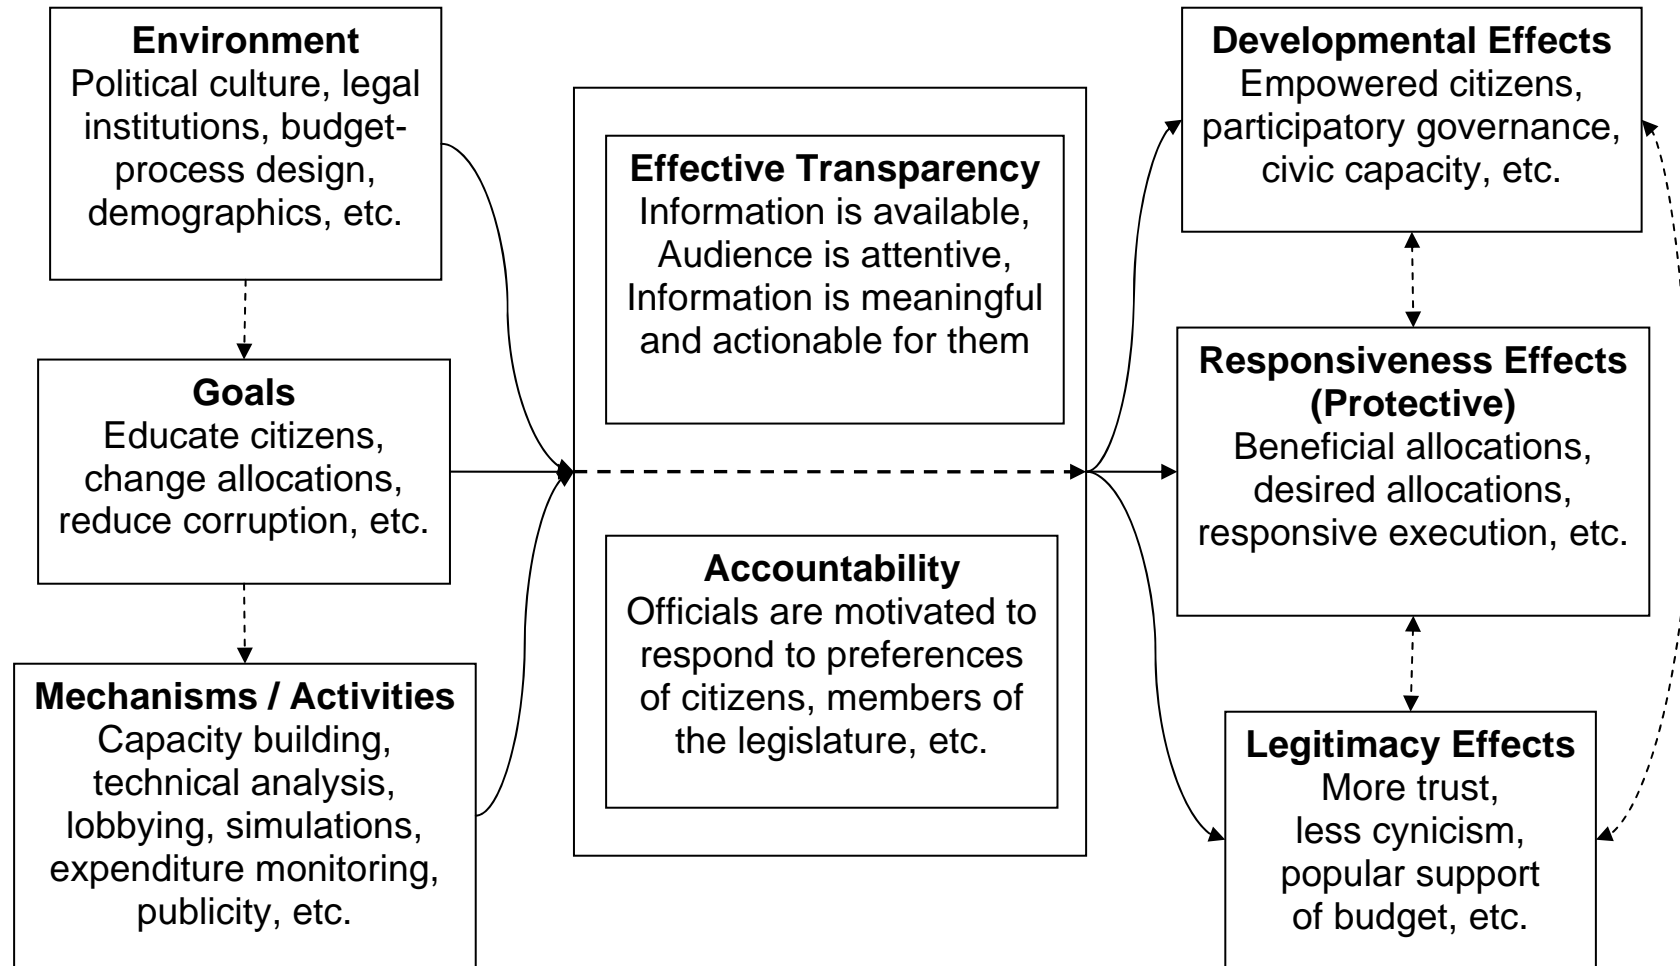 Environment
Political culture, legal
institutions, budget-
process design,
demographics, etc.
Goals
Educate citizens,
change allocations,
reduce corruption, etc.
Mechanisms / Activities
Capacity building,
technical analysis,
lobbying, simulations,
expenditure monitoring,
publicity, etc.
Effective Transparency
Information is available,
Audience is attentive,
Information is meaningful
and actionable for them
Accountability
Officials are motivated to
respond to preferences
of citizens, members of
the legislature, etc.
Developmental Effects
Empowered citizens,
participatory governance,
civic capacity, etc.
Responsiveness Effects
(Protective)
Beneficial allocations,
desired allocations,
responsive execution, etc.
Legitimacy Effects
More trust,
less cynicism,
popular support
of budget, etc.